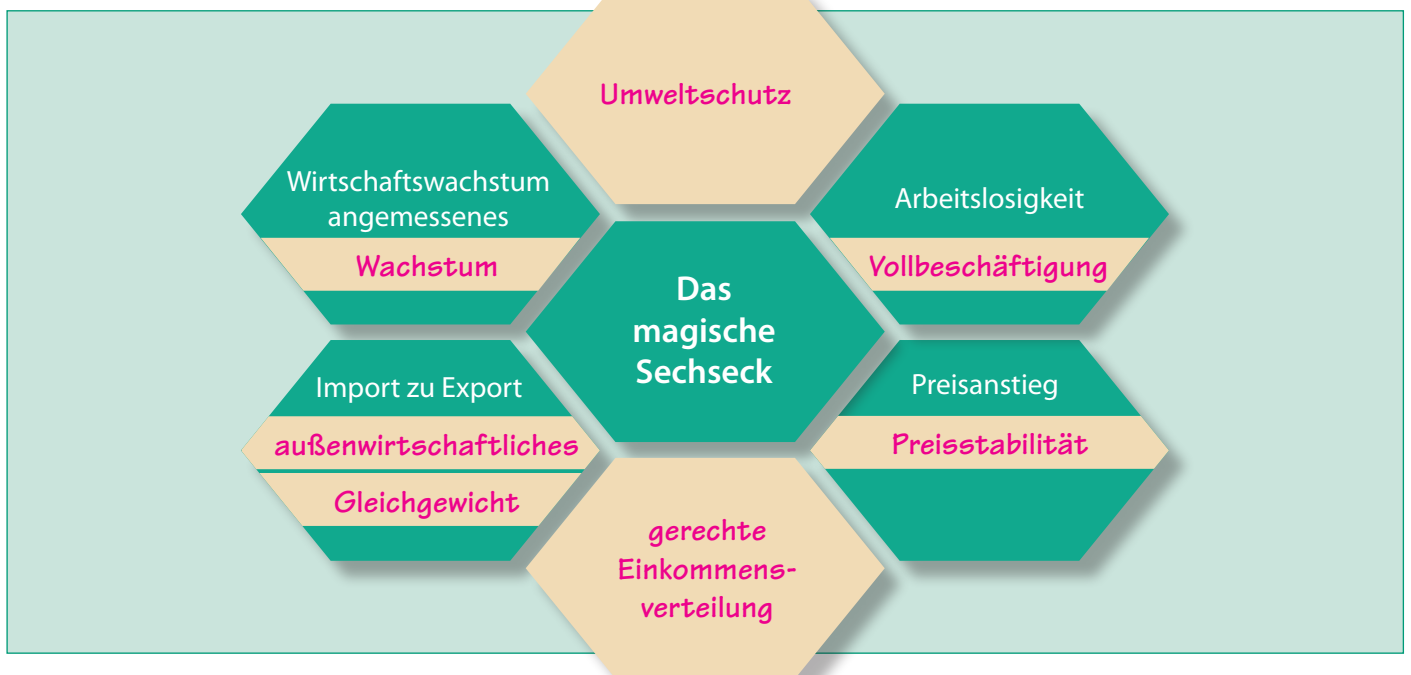 Umweltschutz
Wirtschaftswachstum
angemessenes
Wachstum
Arbeitslosigkeit
Vollbeschäftigung
Das
magische
Sechseck
Import zu Export
außenwirtschaftliches
Gleichgewicht
Preisanstieg
Preisstabilität
gerechte
Einkommens-
verteilung